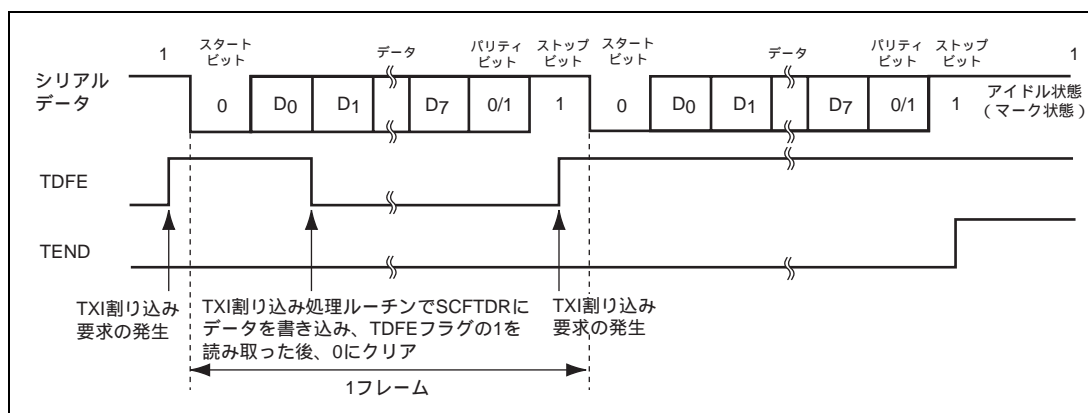 1 スタート ビット データ パリティ ビット ストップ ビット スタート ビット データ パリティ ビット ストップ ビット 1
シリアル
データ
0 D0 D1 D7 0/1 1 0 D0 D1 D7 0/1 1
アイドル状態
(マーク状態)
TDFE
TEND
TXI割り込み
要求の発生
TXI割り込み処理ルーチンでSCFTDRに
データを書き込み、TDFEフラグの1を
読み取った後、0にクリア
TXI割り込み
要求の発生
1フレーム